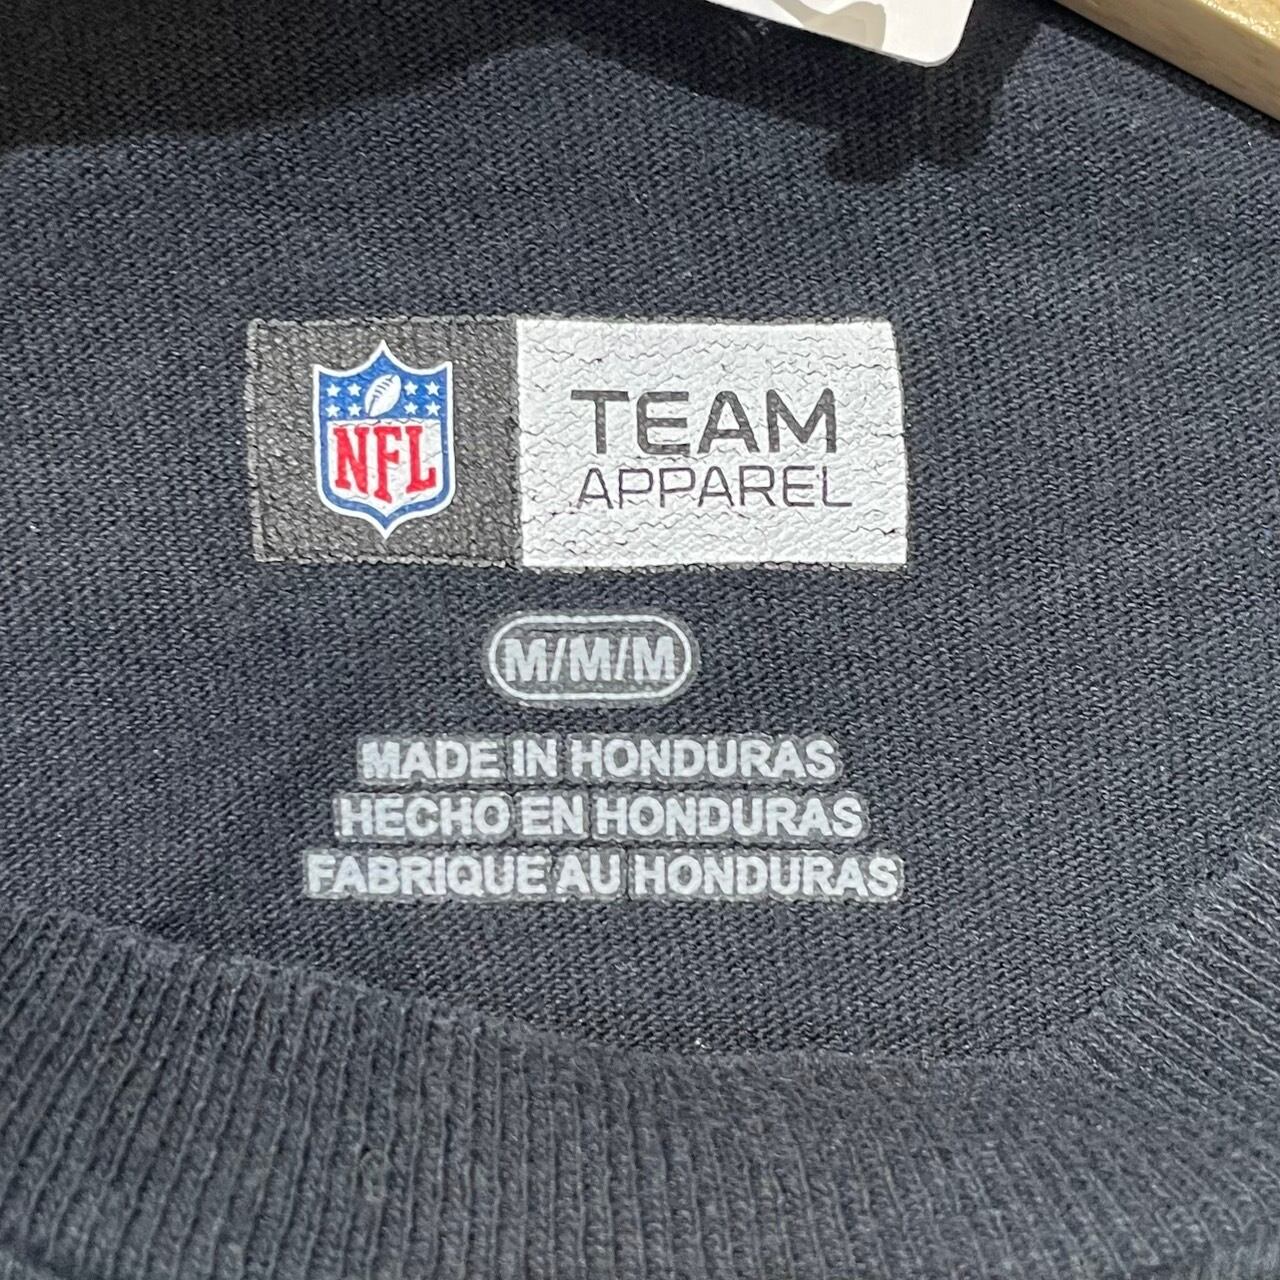 NFL
TEAM
APPAREL
M/M/M
MADE IN HONDURAS
HECHO EN HONDURAS
FABRIQUE AU HONDURAS